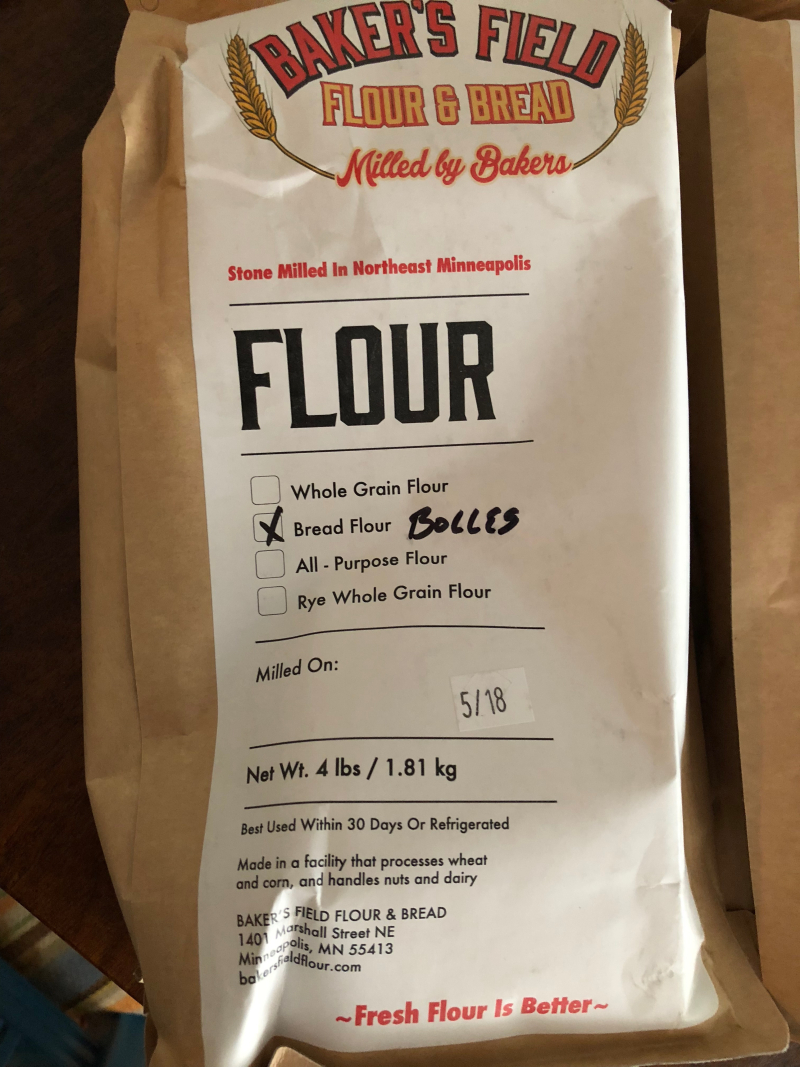 BAKER'S FIELD
FLOUR & BREAD
Milled by Bakers
Stone Milled In Northeast Minneapolis
FLOUR
Whole Grain Flour
X Bread Flour BOLLES
All - Purpose Flour
Rye Whole Grain Flour
Milled On:
5/18
Net Wt. 4 lbs / 1.81 kg
Best Used Within 30 Days Or Refrigerated
Made in a facility that processes wheat
and corn, and handles nuts and dairy
BAKER'S FIELD FLOUR & BREAD
1401 Marshall Street NE
Minneapolis, MN 55413
bakersfieldflour.com
~Fresh Flour Is Better~